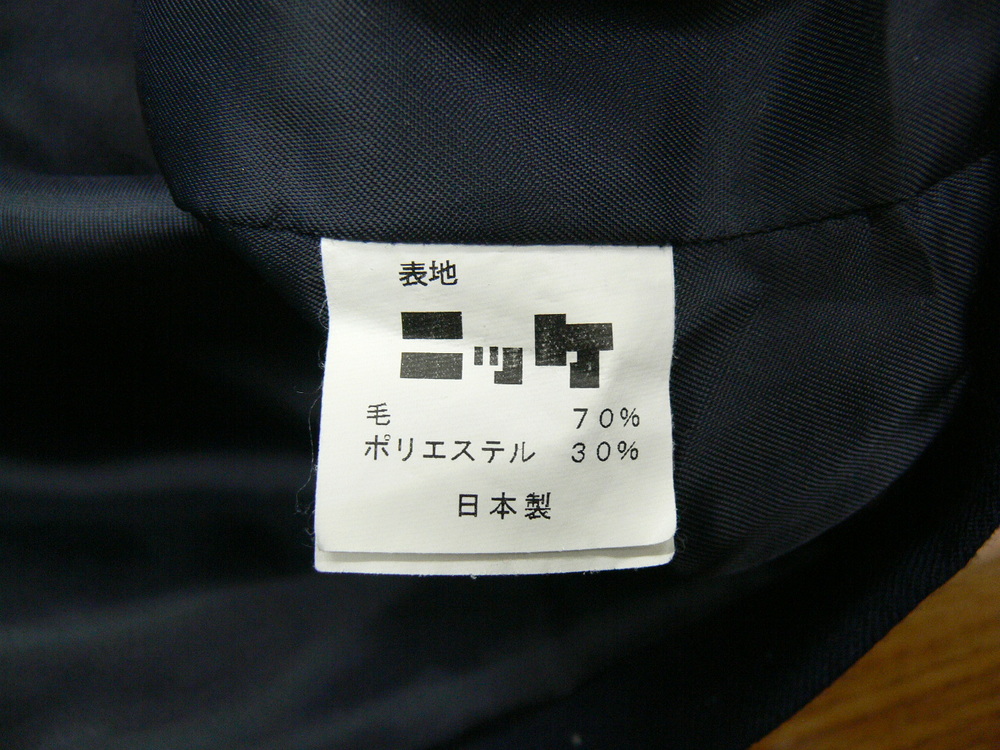 表地
ニッケ
毛 70%
ポリエステル 30%
日本製